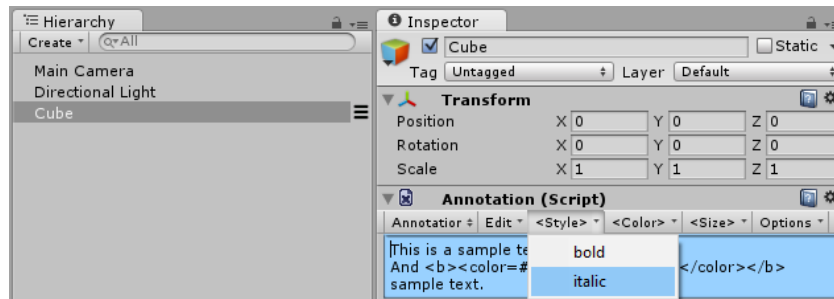 Hierarchy
Create
All
Main Camera
Directional Light
Cube
Inspector
Cube
Static
Tag Untagged Layer Default
Transform
Position X 0 Y 0 Z 0
Rotation X 0 Y 0 Z 0
Scale X 1 Y 1 Z 1
Annotation (Script)
Annotatior Edit <Style> <Color> <Size> Options
This is a sample te
bold
And <b><color=# </color></b>
italic
sample text.